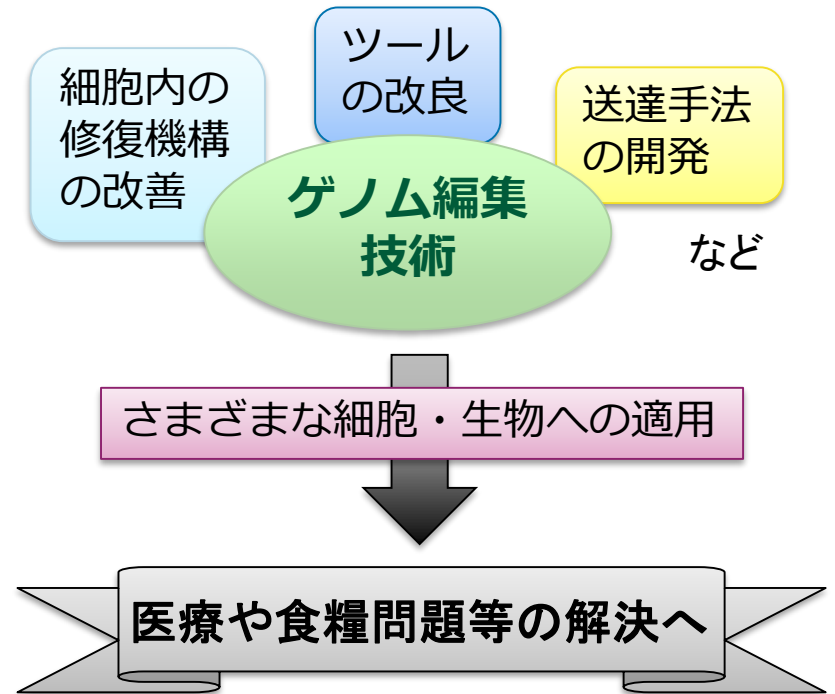 ツール
の改良
細胞内の
修復機構
の改善
送達手法
の開発
ゲノム編集
技術
など
さまざまな細胞・生物への適用
医療や食糧問題等の解決へ